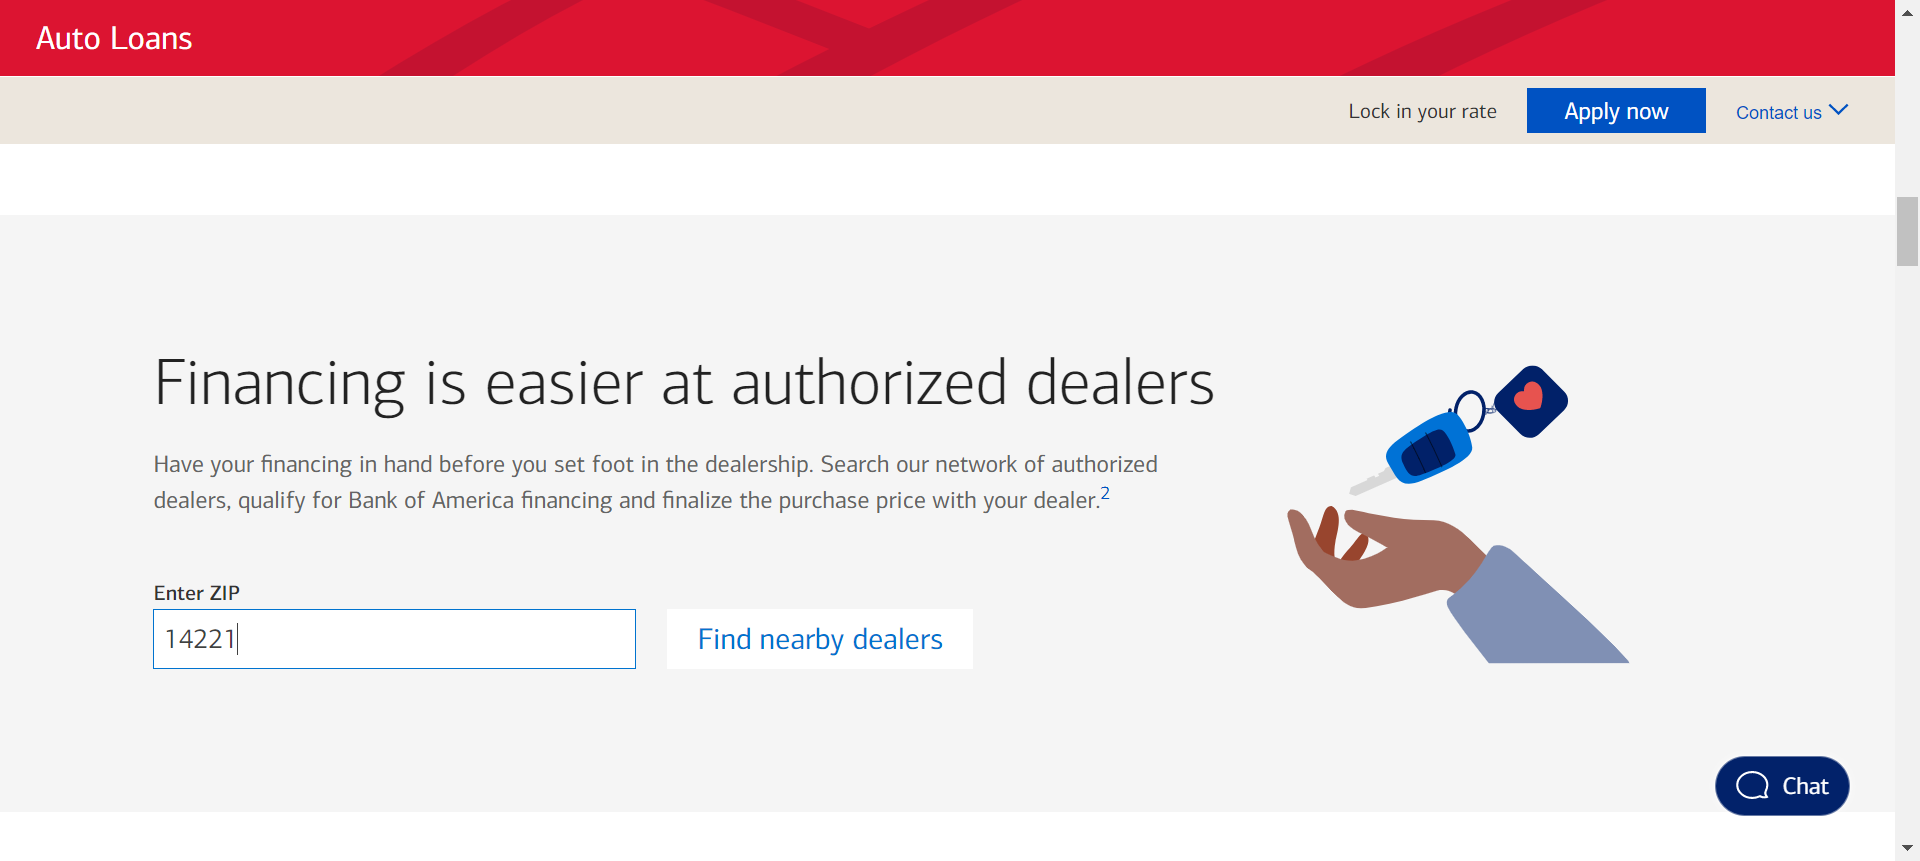 Auto Loans
Lock in your rate
Apply now
Contact us
Financing is easier at authorized dealers
Have your financing in hand before you set foot in the dealership. Search our network of authorized
dealers, qualify for Bank of America financing and finalize the purchase price with your dealer.2
Enter ZIP
14221
Find nearby dealers
Chat